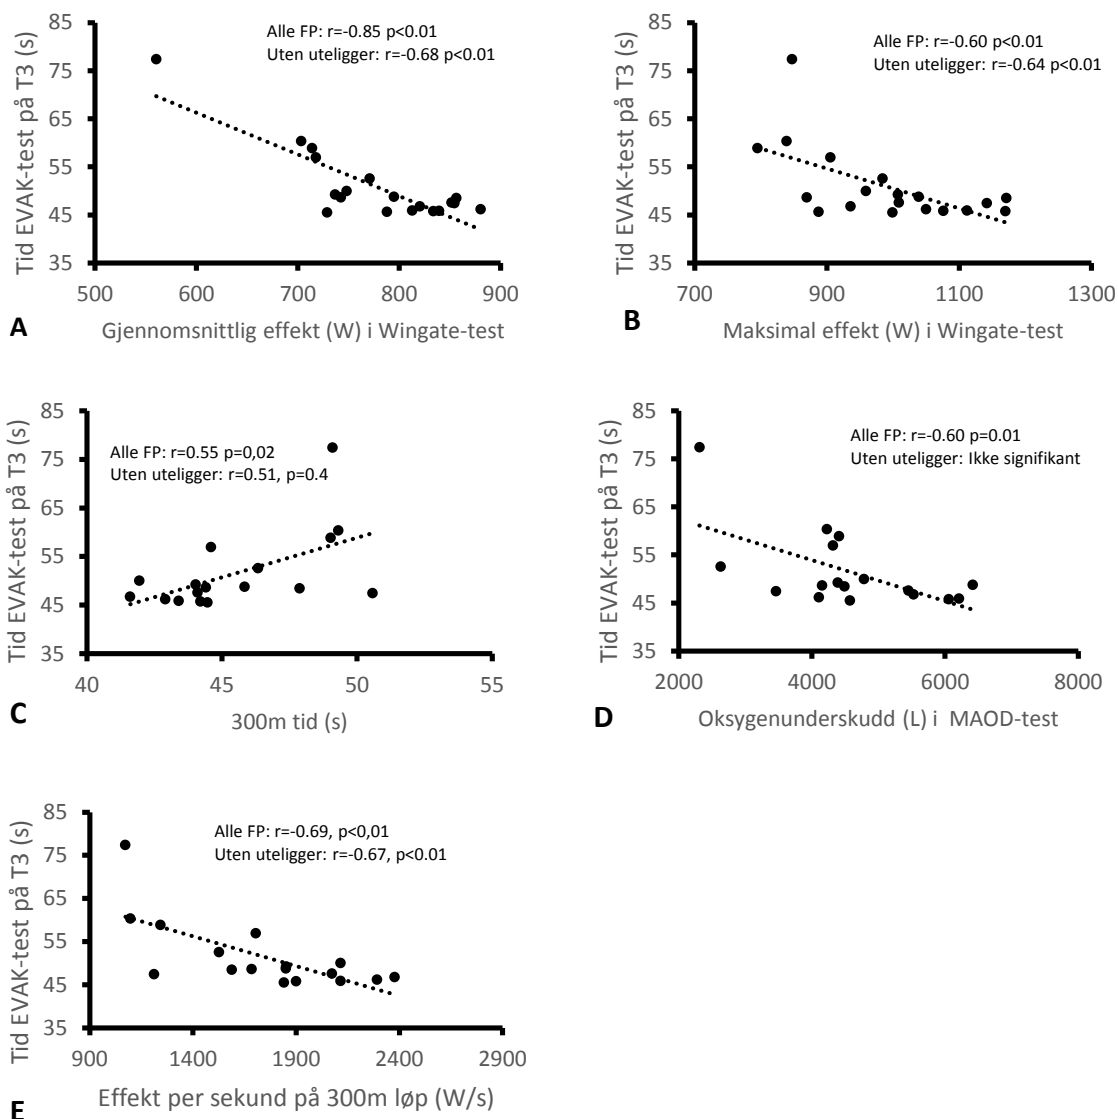 Alle FP: r=-0.85 p<0.01
Uten uteligger: r=-0.68 p<0.01
Tid EVAK-test på T3 (s)
85
75
65
55
45
35
500 600 700 800 900
Gjennomsnittlig effekt (W) i Wingate-test
A
Alle FP: r=-0.60 p<0.01
Uten uteligger: r=-0.64 p<0.01
Tid EVAK-test på T3 (s)
85
75
65
55
45
35
700 900 1100 1300
Maksimal effekt (W) i Wingate-test
B
Alle FP: r=0.55 p=0,02
Uten uteligger: r=0.51, p=0.4
Tid EVAK-test på T3 (s)
85
75
65
55
45
35
40 45 50 55
300m tid (s)
C
Alle FP: r=-0.60 p=0.01
Uten uteligger: Ikke signifikant
Tid EVAK-test på T3 (s)
85
75
65
55
45
35
2000 4000 6000 8000
Oksygenunderskudd (L) i MAOD-test
D
Alle FP: r=-0.69, p<0,01
Uten uteligger: r=-0.67, p<0.01
Tid EVAK-test på T3 (s)
85
75
65
55
45
35
900 1400 1900 2400 2900
Effekt per sekund på 300m løp (W/s)
E